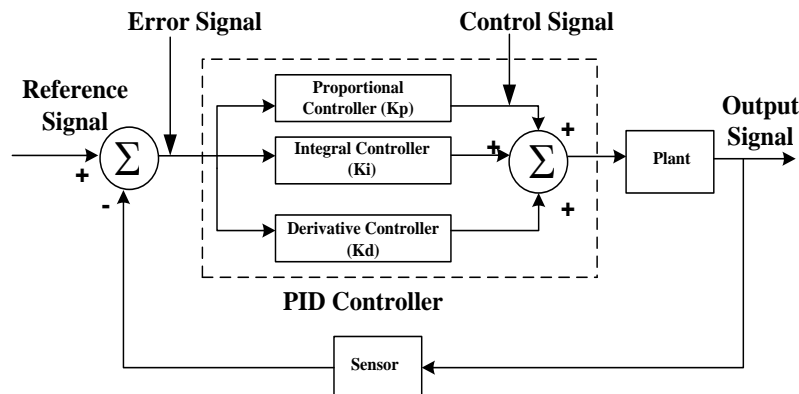 Error Signal
Control Signal
Reference
Signal
Proportional
Controller (Kp)
Output
Signal
Σ
+
-
Integral Controller
(Ki)
+
Σ
+
+
Plant
Derivative Controller
(Kd)
PID Controller
Sensor